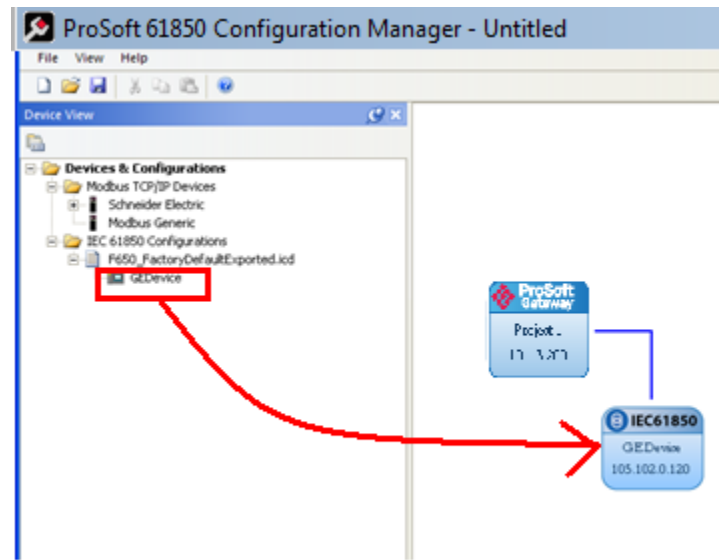 ProSoft 61850 Configuration Manager - Untitled
File View Help
Device View
Devices & Configurations
Modbus TCP/IP Devices
Schneider Electric
Modbus Generic
IEC 61850 Configurations
F650_FactoryDefaultExported.icd
GEDevice
ProSoft
Gateway
IEC61850
GEDevice
105.102.0.120